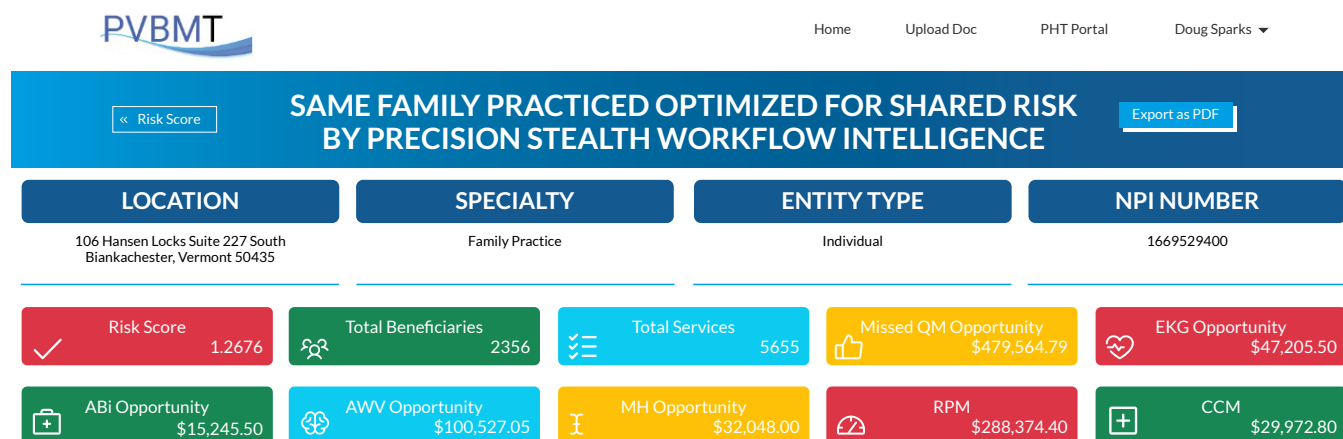 PVBMT
Home Upload Doc PHT Portal Doug Sparks
« Risk Score
SAME FAMILY PRACTICED OPTIMIZED FOR SHARED RISK
BY PRECISION STEALTH WORKFLOW INTELLIGENCE
Export as PDF
LOCATION SPECIALTY ENTITY TYPE NPI NUMBER
106 Hansen Locks Suite 227 South Family Practice Individual 1669529400
Biankachester, Vermont 50435
Risk Score Total Beneficiaries Total Services Missed QM Opportunity EKG Opportunity
1.2676 2356 5655 $479,564.79 $47,205.50
ABi Opportunity AWV Opportunity MH Opportunity RPM CCM
$15,245.50 $100,527.05 $32,048.00 $288,374.40 $29,972.80